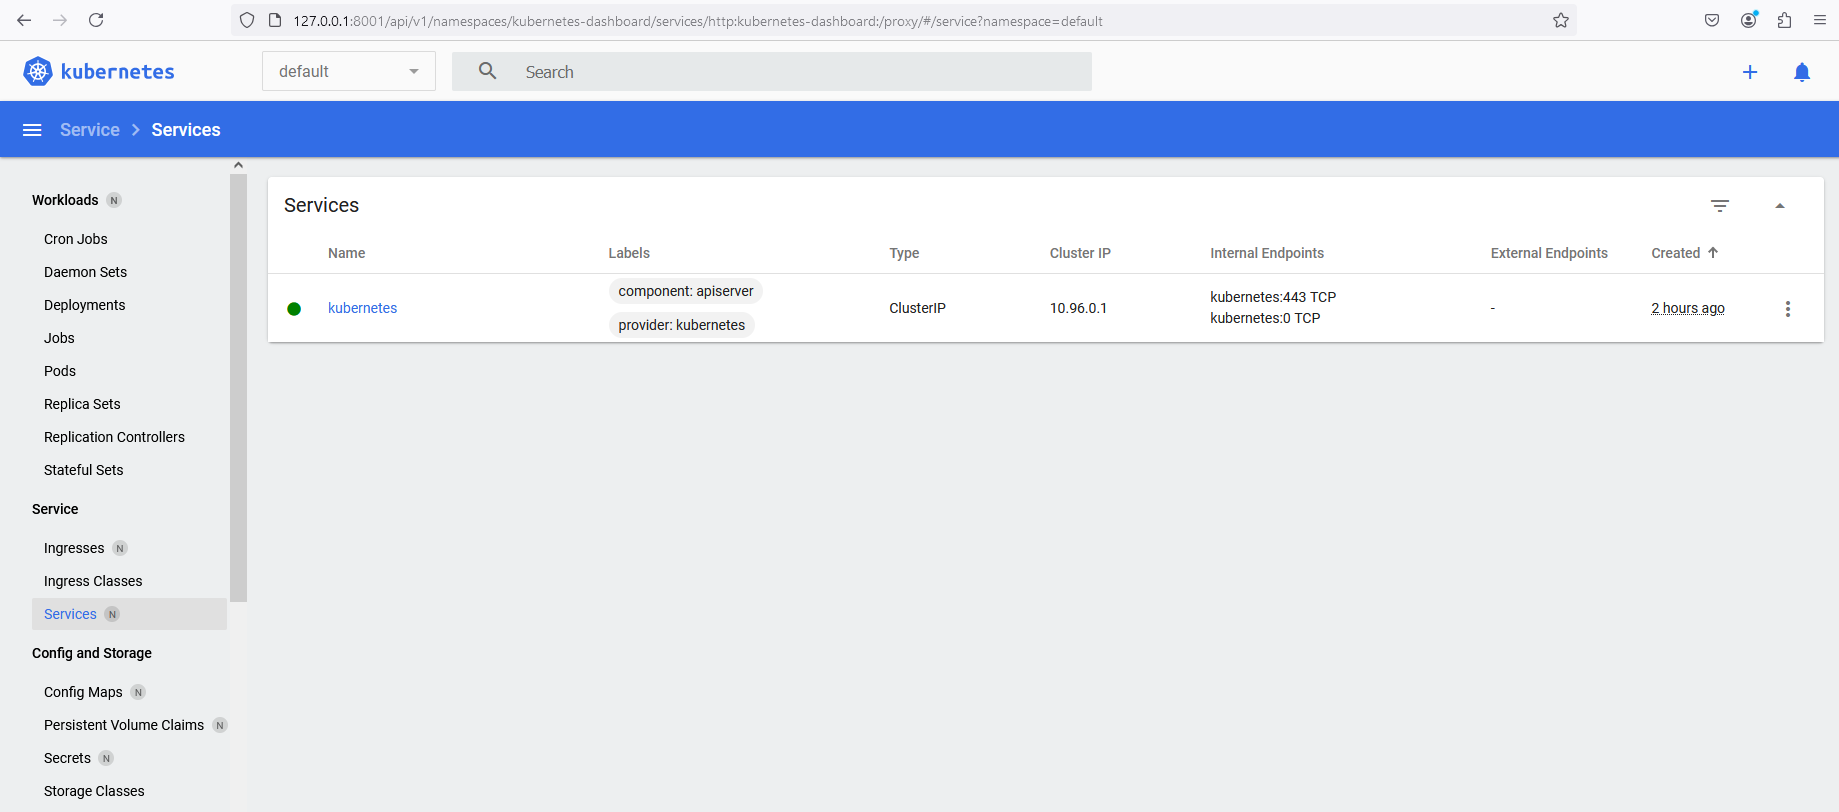 127.0.0.1:8001/api/v1/namespaces/kubernetes-dashboard/services/http:kubernetes-dashboard:/proxy/#/service?namespace=default
kubernetes
default
Search
Service
Services
Workloads N
Cron Jobs
Daemon Sets
Deployments
Jobs
Pods
Replica Sets
Replication Controllers
Stateful Sets
Service
Ingresses N
Ingress Classes
Services N
Config and Storage
Config Maps N
Persistent Volume Claims N
Secrets N
Storage Classes
Services
Name Labels Type Cluster IP Internal Endpoints External Endpoints Created
kubernetes
component: apiserver
provider: kubernetes
ClusterIP
10.96.0.1
kubernetes:443 TCP
kubernetes:0 TCP
-
2 hours ago